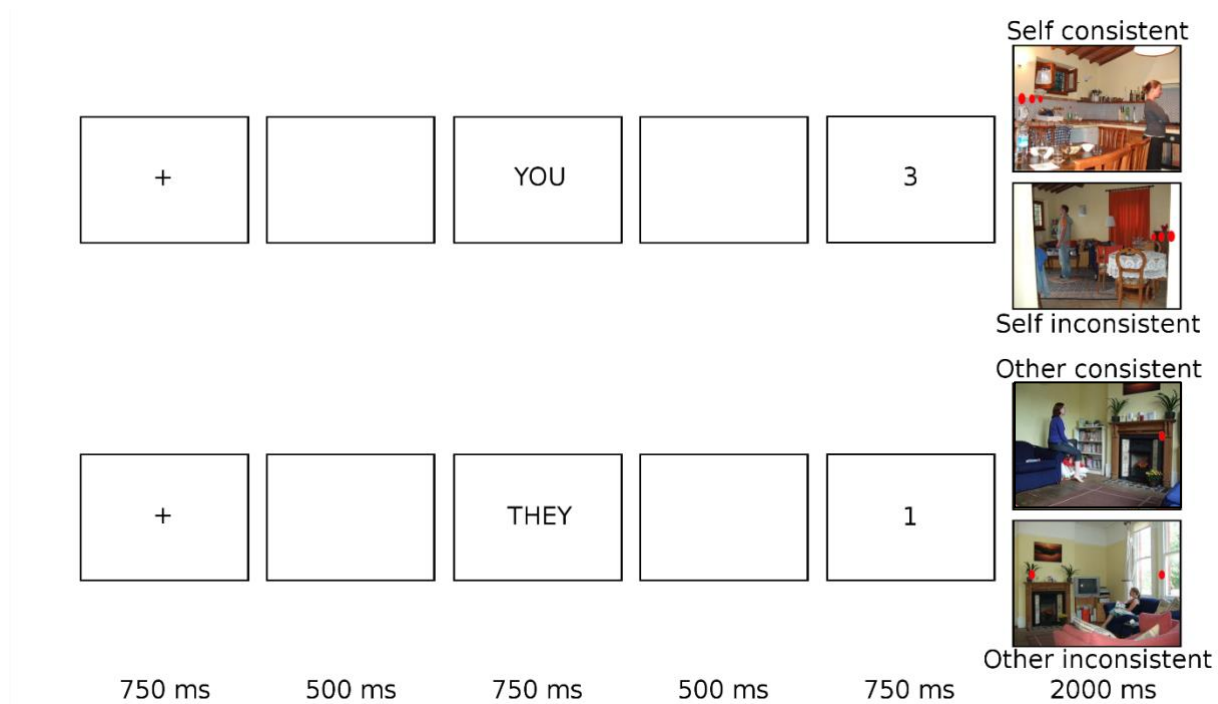 Self consistent
+ YOU 3
Self inconsistent
Other consistent
+ THEY 1
Other inconsistent
750 ms 500 ms 750 ms 500 ms 750 ms 2000 ms